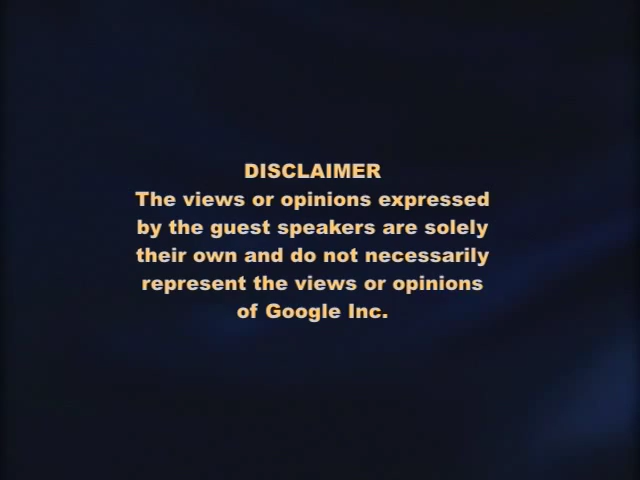 DISCLAIMER
The views or opinions expressed
by the guest speakers are solely
their own and do not necessarily
represent the views or opinions
of Google Inc.